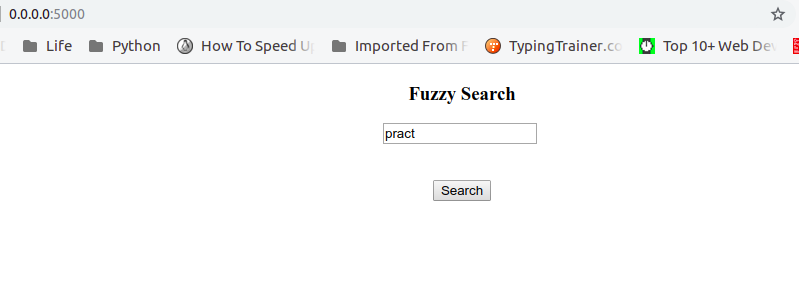 0.0.0.0:5000
Life Python How To Speed Up Imported From F TypingTrainer.co Top 10+ Web Dev
Fuzzy Search
pract
Search